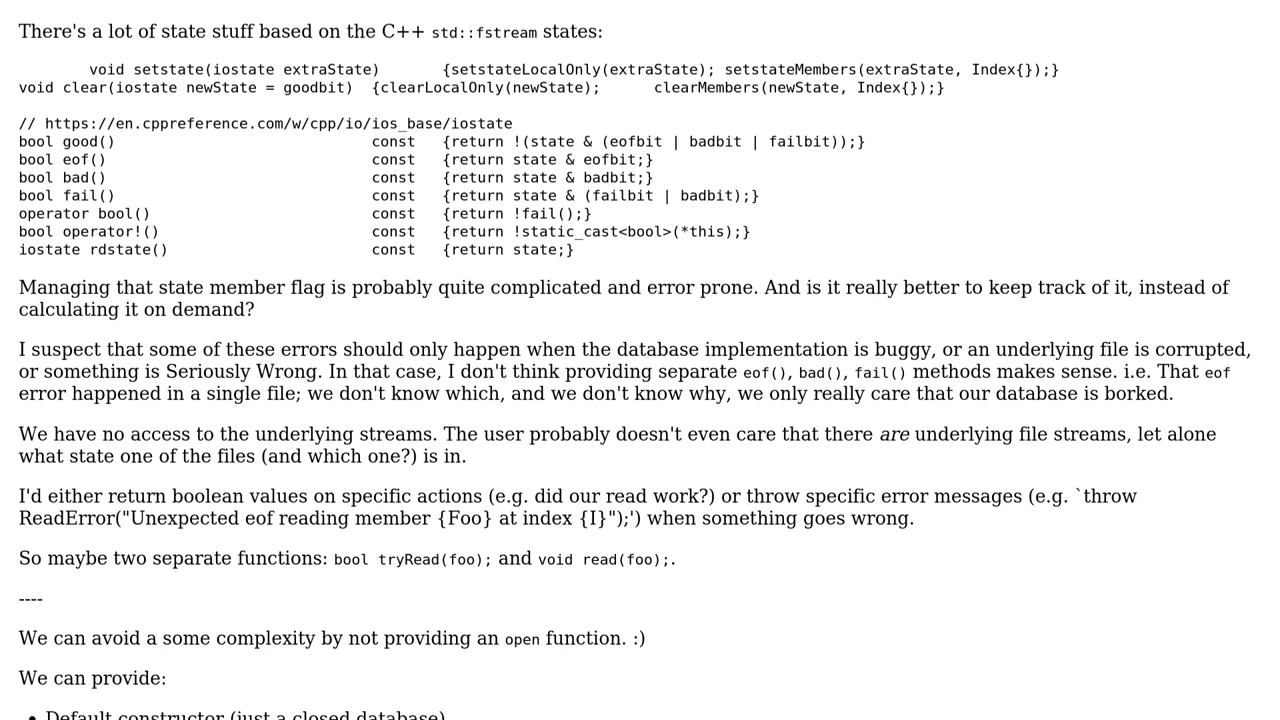 There's a lot of state stuff based on the C++ std::fstream states:
void setstate(iostate extraState) {setstateLocalOnly(extraState); setstateMembers(extraState, Index{});}
void clear(iostate newState = goodbit) {clearLocalOnly(newState); clearMembers(newState, Index{});}
// https://en.cppreference.com/w/cpp/io/ios_base/iostate
bool good() const {return !(state & (eofbit | badbit | failbit));}
bool eof() const {return state & eofbit;}
bool bad() const {return state & badbit;}
bool fail() const {return state & (failbit | badbit);}
operator bool() const {return !fail();}
bool operator!() const {return !static_cast<bool>(*this);}
iostate rdstate() const {return state;}
Managing that state member flag is probably quite complicated and error prone. And is it really better to keep track of it, instead of
calculating it on demand?
I suspect that some of these errors should only happen when the database implementation is buggy, or an underlying file is corrupted,
or something is Seriously Wrong. In that case, I don't think providing separate eof(), bad(), fail() methods makes sense. i.e. That eof
error happened in a single file; we don't know which, and we don't know why, we only really care that our database is borked.
We have no access to the underlying streams. The user probably doesn't even care that there are underlying file streams, let alone
what state one of the files (and which one?) is in.
I'd either return boolean values on specific actions (e.g. did our read work?) or throw specific error messages (e.g. `throw
ReadError("Unexpected eof reading member {Foo} at index {I}");') when something goes wrong.
So maybe two separate functions: bool tryRead(foo); and void read(foo);.
----
We can avoid a some complexity by not providing an open function. :)
We can provide:
• Default constructor (just a closed database)